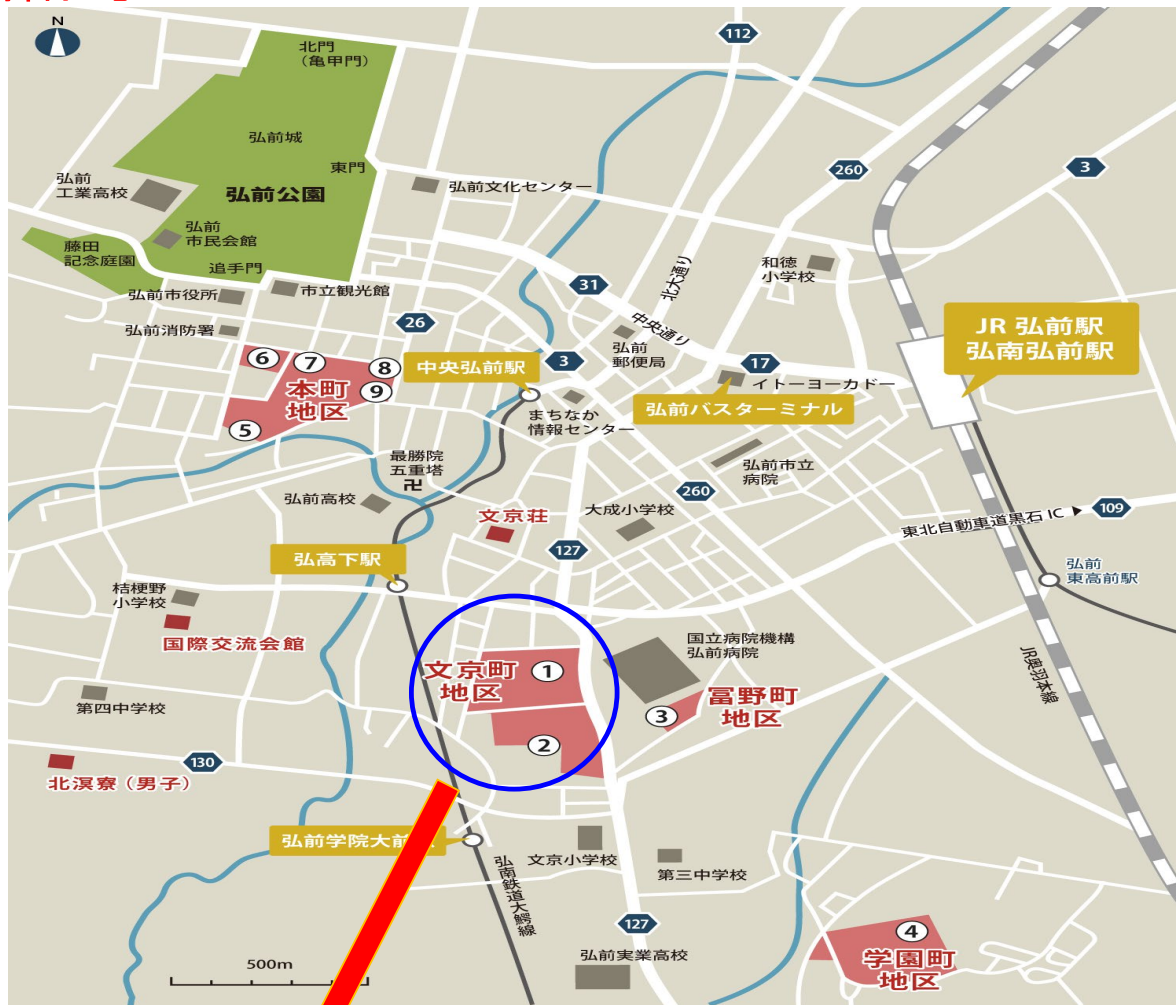 N
北門
(亀甲門)
112
弘前城
東門
260
3
弘前
工業高校
弘前公園
弘前文化センター
弘前
市民会館
藤田
記念庭園
追手門
北大通り
和徳
小学校
弘前市役所
市立観光館
31
中央通り
JR 弘前駅
弘南弘前駅
弘前消防署
26
弘前
郵便局
3
17
⑥
⑦
⑧
中央弘前駅
イトーヨーカドー
本町
地区
⑨
弘前バスターミナル
⑤
まちなか
情報センター
最勝院
五重塔
卍
弘前市立
病院
弘前高校
260
文京荘
大成小学校
東北自動車道黒石 IC ▶
109
127
弘高下駅
弘前
東高前駅
桔梗野
小学校
国際交流会館
国立病院機構
弘前病院
文京町
地区
①
JR奥羽本線
第四中学校
③
冨野町
地区
②
130
北溟寮(男子)
弘前学院大前
弘南鉄道大鰐線
文京小学校
第三中学校
127
④
学園町
地区
500m
弘前実業高校